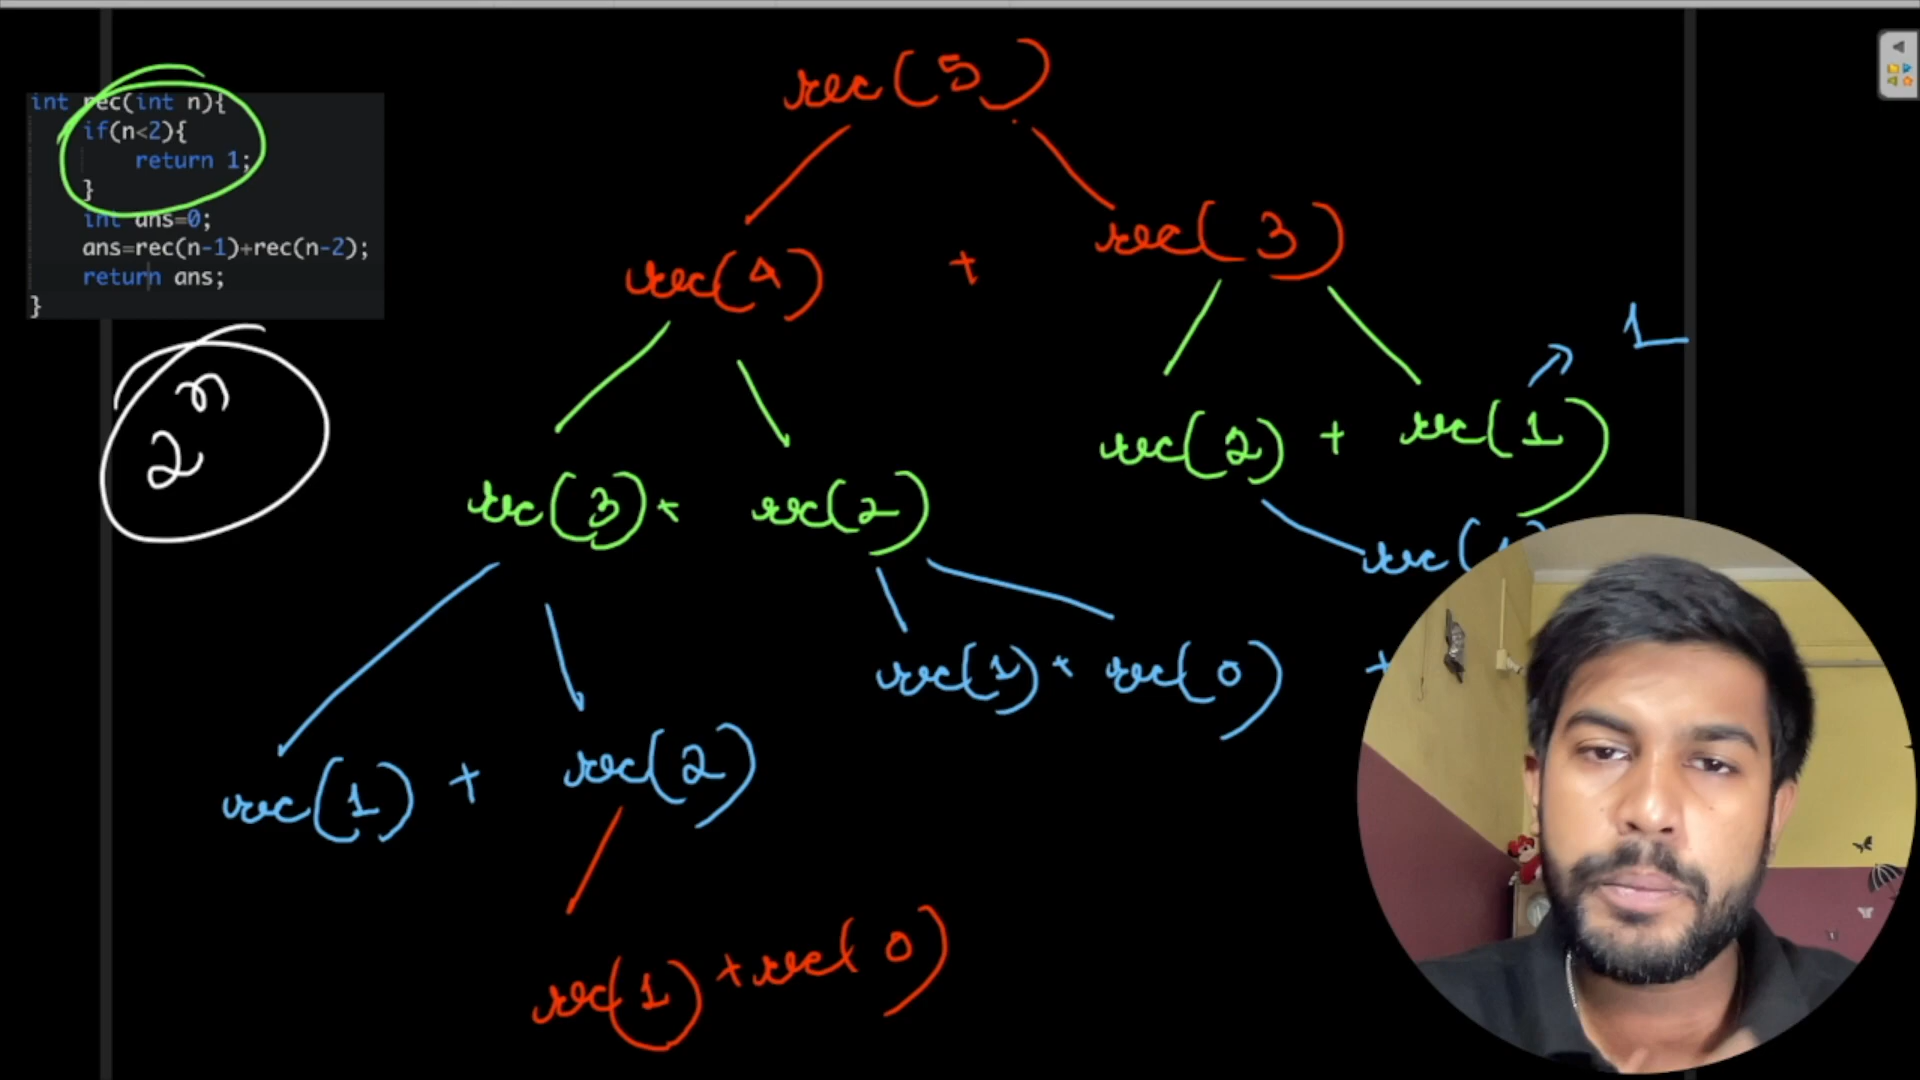 int rec(int n){
if(n<2){
return 1;
}
int ans=0;
ans=rec(n-1)+rec(n-2);
return ans;
}
2^n
rec(5)
rec(4) + rec(3)
1
rec(3)+ rec(2)
rec(2) + rec(1)
rec(
rec(1) + rec(2)
rec(1)+ rec(0) +
rec(1)+rec(0)